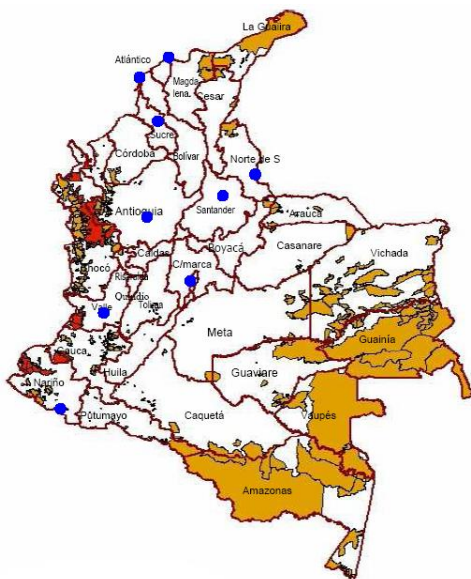 La Guajira
Atlántico
Magda
lena.
Cesar
Sucre
Córdoba
Bolívar
Norte de S
Antioquia
Santander
Arauca
Boyacá
Casanare
Vichada
Chocó
Caldas
Risaralda
C/marca
Quindío
Tolima
Valle
Meta
Guainía
Cauca
Huila
Guaviare
Nariño
Putumayo
Caquetá
Vaupés
Amazonas